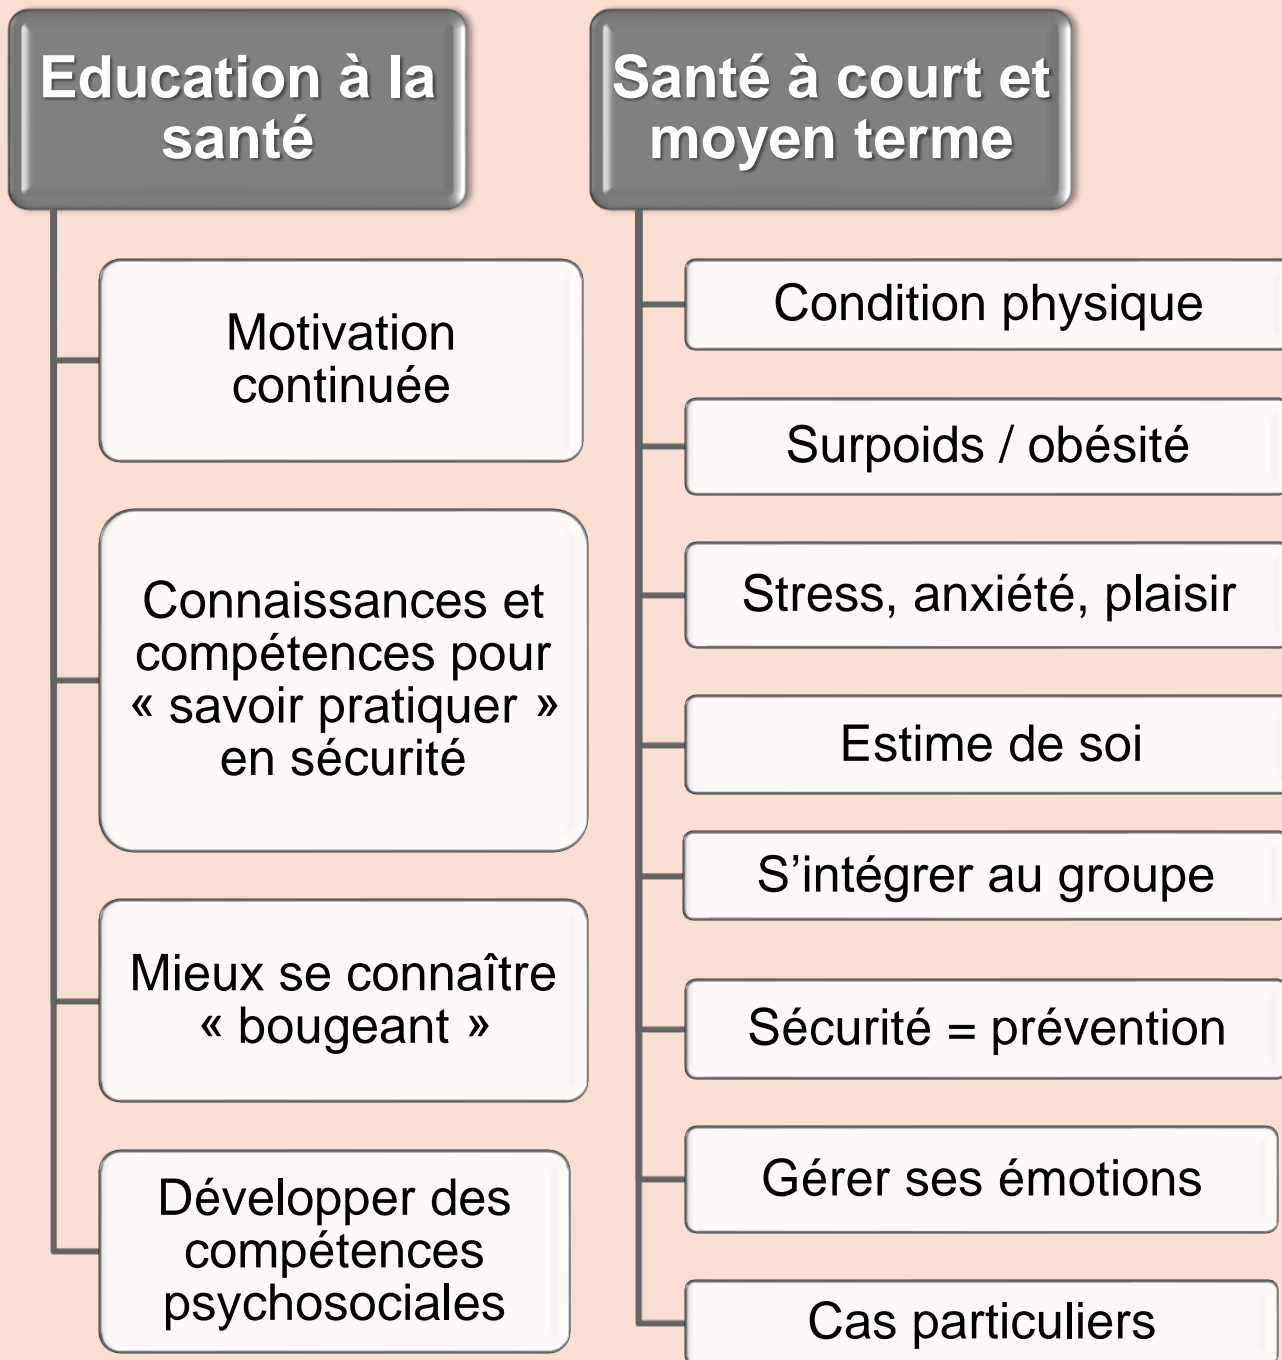 Education à la
santé
Motivation
continuée
Connaissances et
compétences pour
« savoir pratiquer »
en sécurité
Mieux se connaître
« bougeant »
Développer des
compétences
psychosociales
Santé à court et
moyen terme
Condition physique
Surpoids / obésité
Stress, anxiété, plaisir
Estime de soi
S’intégrer au groupe
Sécurité = prévention
Gérer ses émotions
Cas particuliers